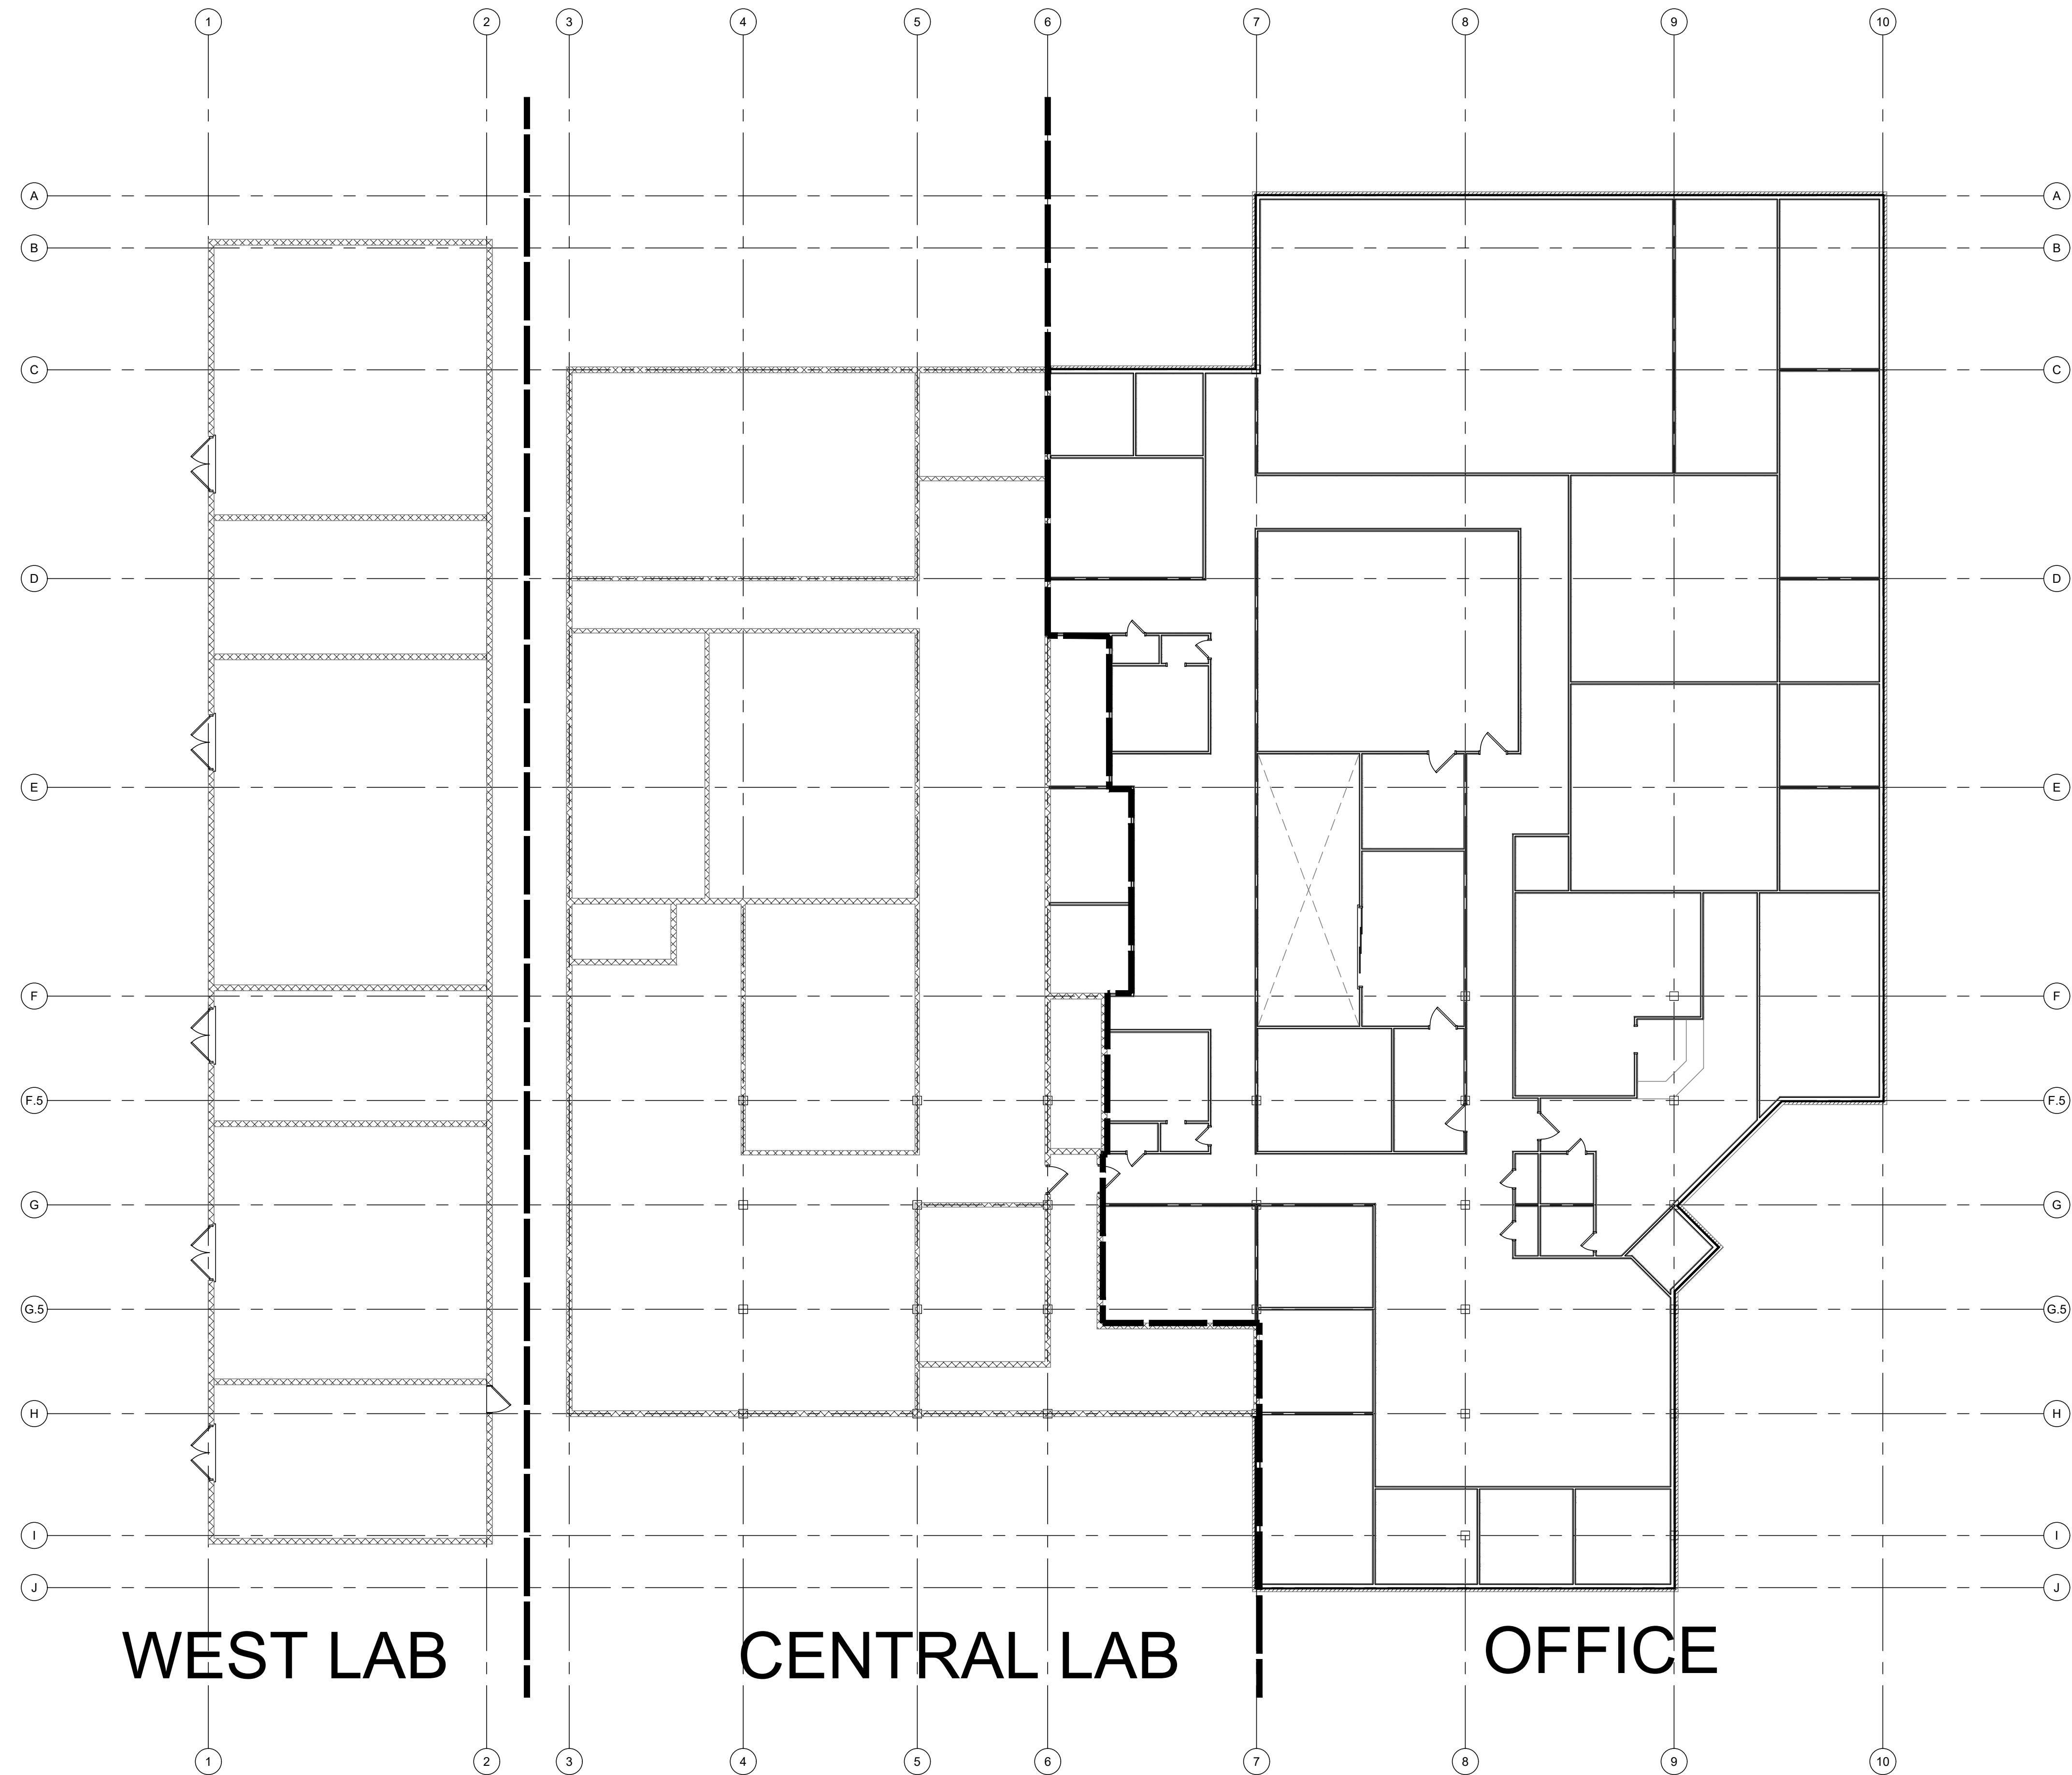 1 2 3 4 5 6 7 8 9 10
A A
B B
C C
D D
E E
F F
F.5 F.5
G G
G.5 G.5
H H
I I
J J
WEST LAB CENTRAL LAB OFFICE
1 2 3 4 5 6 7 8 9 10